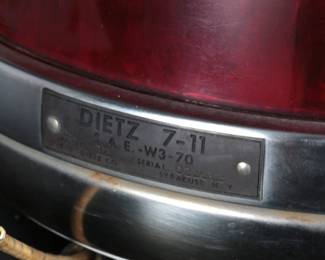 DIETZ 7-11
S.A.E.-W3-70
SERIAL
SYRACUSE N.Y.